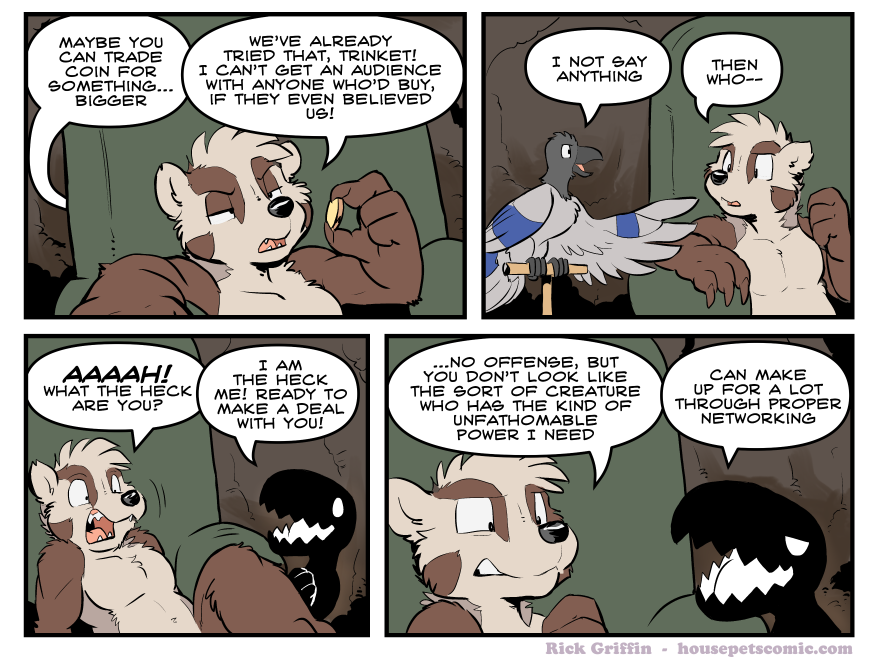 MAYBE YOU
CAN TRADE
COIN FOR
SOMETHING...
BIGGER
WE'VE ALREADY
TRIED THAT, TRINKET!
I CAN'T GET AN AUDIENCE
WITH ANYONE WHO'D BUY,
IF THEY EVEN BELIEVED
US!
I NOT SAY
ANYTHING
THEN
WHO--
AAAAH!
WHAT THE HECK
ARE YOU?
I AM
THE HECK
ME! READY TO
MAKE A DEAL
WITH YOU!
...NO OFFENSE, BUT
YOU DON'T LOOK LIKE
THE SORT OF CREATURE
WHO HAS THE KIND OF
UNFATHOMABLE
POWER I NEED
CAN MAKE
UP FOR A LOT
THROUGH PROPER
NETWORKING
Rick Griffin - housepetscomic.com